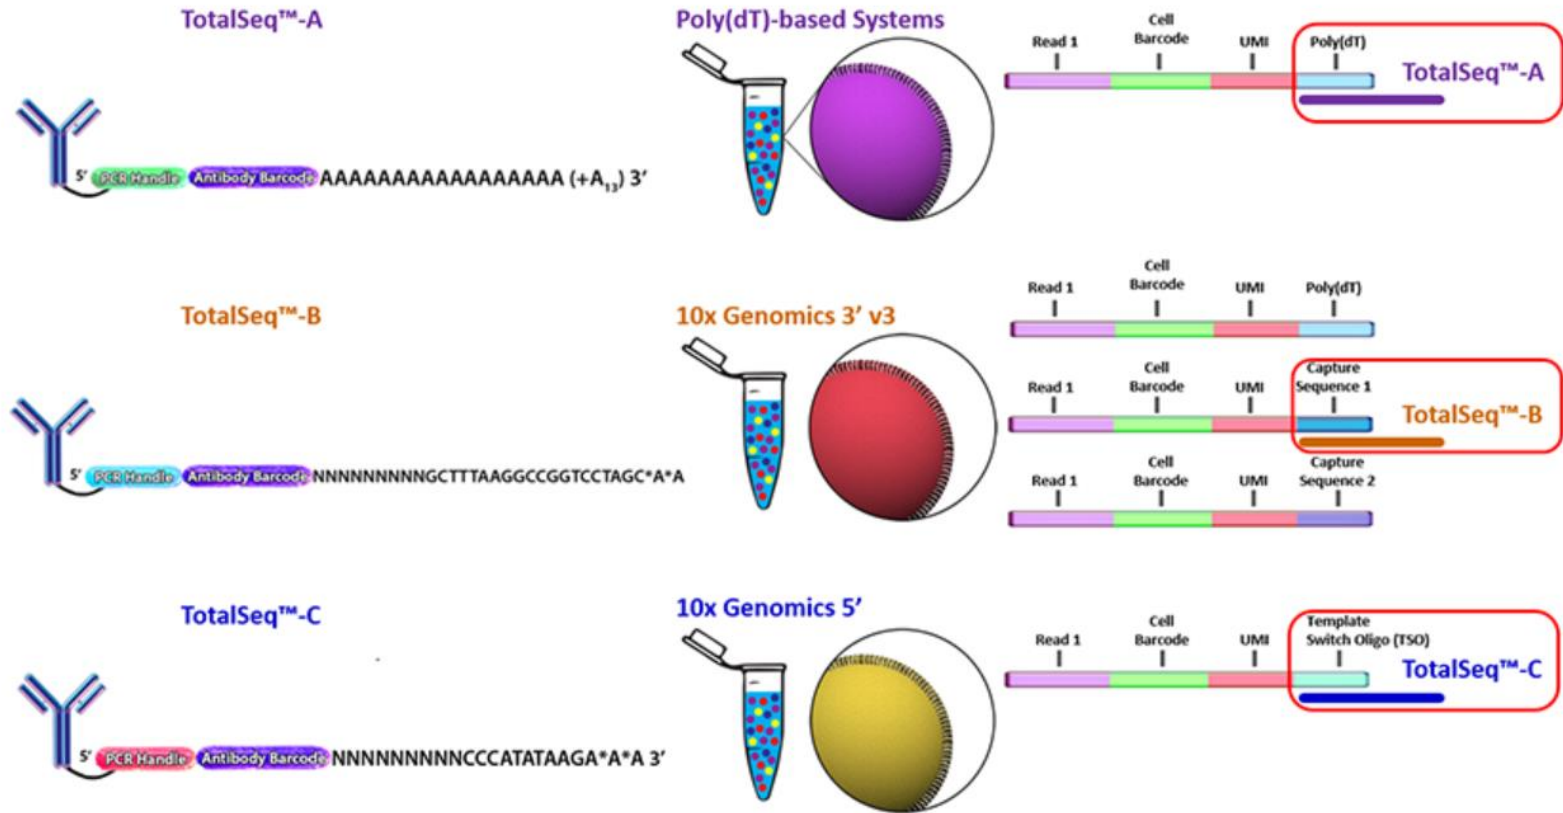 TotalSeq™-A
Poly(dT)-based Systems
Read 1
Cell
Barcode
UMI
Poly(dT)
TotalSeq™-A
5′ PCR Handle Antibody Barcode AAAAAAAAAAAAAAAAA (+A₁₃) 3′
TotalSeq™-B
10x Genomics 3′ v3
Read 1
Cell
Barcode
UMI
Poly(dT)
Read 1
Cell
Barcode
UMI
Capture
Sequence 1
TotalSeq™-B
5′ PCR Handle Antibody Barcode NNNNNNNNNGCTTTAAGGCCGGTCCTAGC*A*A
Read 1
Cell
Barcode
UMI
Capture
Sequence 2
TotalSeq™-C
10x Genomics 5′
Read 1
Cell
Barcode
UMI
Template
Switch Oligo (TSO)
TotalSeq™-C
5′ PCR Handle Antibody Barcode NNNNNNNNNCCCATATAAGA*A*A 3′